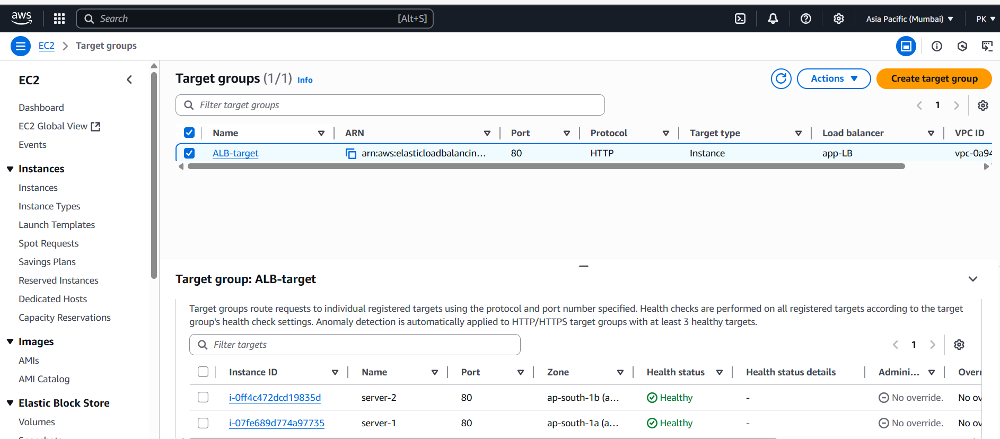 aws Search [Alt+S] Asia Pacific (Mumbai) PK
EC2 Target groups
EC2
Dashboard
EC2 Global View
Events
Instances
Instances
Instance Types
Launch Templates
Spot Requests
Savings Plans
Reserved Instances
Dedicated Hosts
Capacity Reservations
Images
AMIs
AMI Catalog
Elastic Block Store
Volumes
Target groups (1/1) Info
Actions Create target group
Filter target groups
1
Name ARN Port Protocol Target type Load balancer VPC ID
ALB-target arn:aws:elasticloadbalancin... 80 HTTP Instance app-LB vpc-0a94
Target group: ALB-target
Target groups route requests to individual registered targets using the protocol and port number specified. Health checks are performed on all registered targets according to the target
group's health check settings. Anomaly detection is automatically applied to HTTP/HTTPS target groups with at least 3 healthy targets.
Filter targets
1
Instance ID Name Port Zone Health status Health status details Admini... Overr
i-0ff4c472dcd19835d server-2 80 ap-south-1b (a... Healthy - No override. No ov
i-07fe689d774a97735 server-1 80 ap-south-1a (a... Healthy - No override. No ov